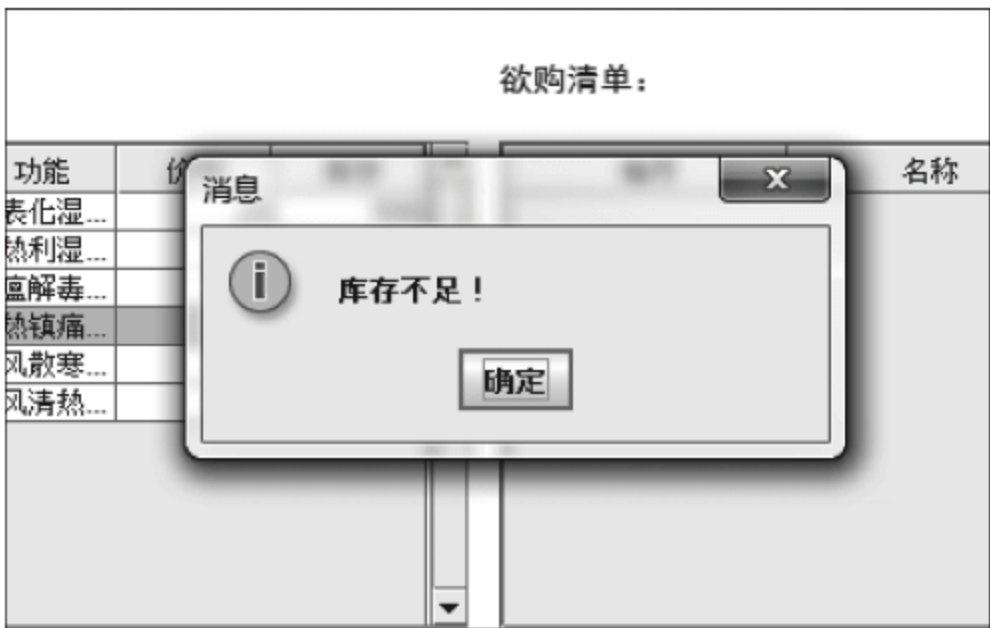 欲购清单：
功能
名称
消息
表化湿...
热利湿...
库存不足！
解毒...
热镇痛...
确定
风散寒...
风清热...